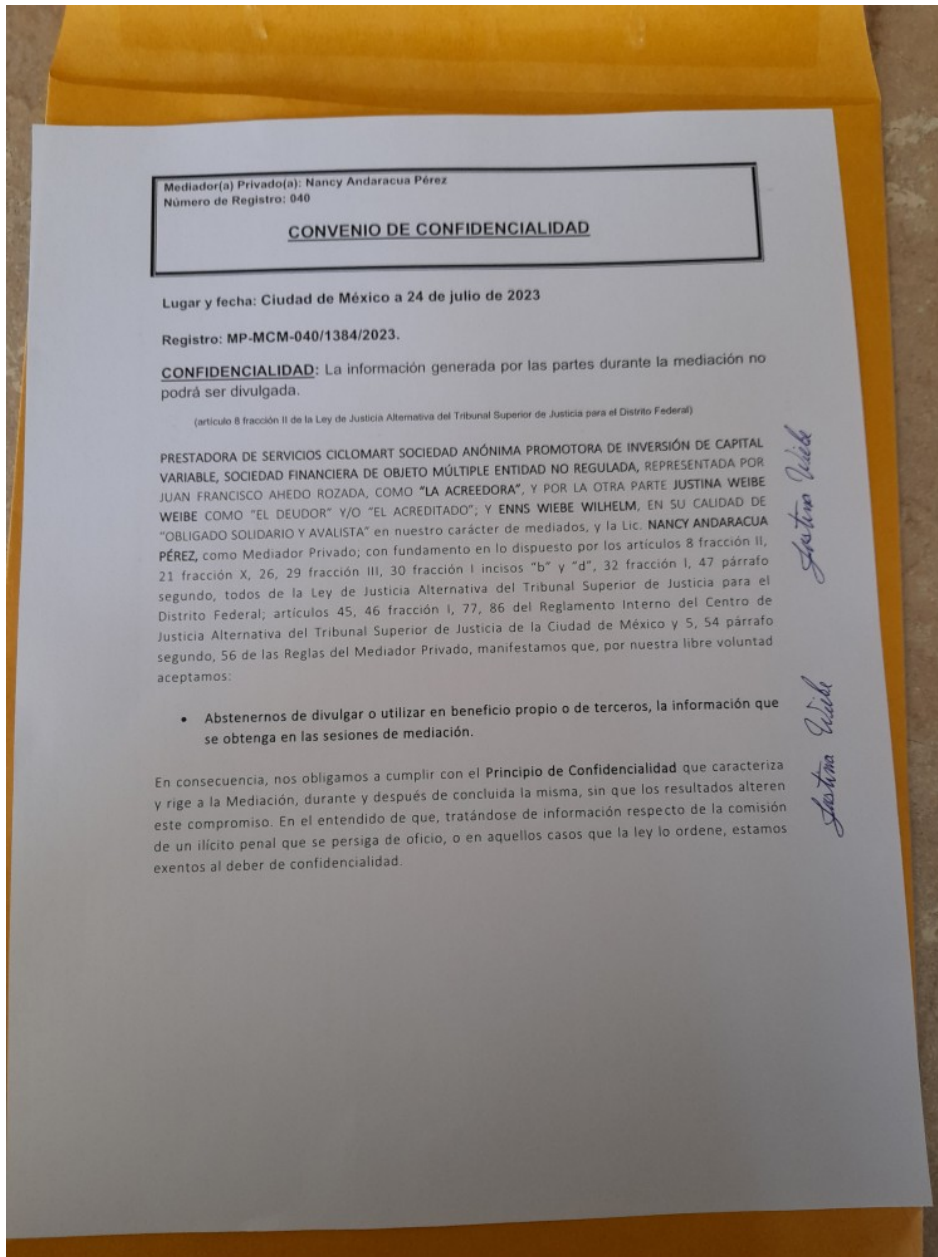 Mediador(a) Privado(a): Nancy Andaracua Pérez
Número de Registro: 040
CONVENIO DE CONFIDENCIALIDAD
Lugar y fecha: Ciudad de México a 24 de julio de 2023
Registro: MP-MCM-040/1384/2023.
CONFIDENCIALIDAD: La información generada por las partes durante la mediación no
podrá ser divulgada.
(artículo 8 fracción II de la Ley de Justicia Alternativa del Tribunal Superior de Justicia para el Distrito Federal)
PRESTADORA DE SERVICIOS CICLOMART SOCIEDAD ANÓNIMA PROMOTORA DE INVERSIÓN DE CAPITAL
VARIABLE, SOCIEDAD FINANCIERA DE OBJETO MÚLTIPLE ENTIDAD NO REGULADA, REPRESENTADA POR
JUAN FRANCISCO AHEDO ROZADA, COMO "LA ACREEDORA", Y POR LA OTRA PARTE JUSTINA WEIBE
WEIBE COMO "EL DEUDOR" Y/O "EL ACREDITADO"; Y ENNS WIEBE WILHELM, EN SU CALIDAD DE
"OBLIGADO SOLIDARIO Y AVALISTA" en nuestro carácter de mediados, y la Lic. NANCY ANDARACUA
PÉREZ, como Mediador Privado; con fundamento en lo dispuesto por los artículos 8 fracción II,
21 fracción X, 26, 29 fracción III, 30 fracción I incisos "b" y "d", 32 fracción I, 47 párrafo
segundo, todos de la Ley de Justicia Alternativa del Tribunal Superior de Justicia para el
Distrito Federal; artículos 45, 46 fracción I, 77, 86 del Reglamento Interno del Centro de
Justicia Alternativa del Tribunal Superior de Justicia de la Ciudad de México y 5, 54 párrafo
segundo, 56 de las Reglas del Mediador Privado, manifestamos que, por nuestra libre voluntad
aceptamos:
• Abstenernos de divulgar o utilizar en beneficio propio o de terceros, la información que
se obtenga en las sesiones de mediación.
En consecuencia, nos obligamos a cumplir con el Principio de Confidencialidad que caracteriza
y rige a la Mediación, durante y después de concluida la misma, sin que los resultados alteren
este compromiso. En el entendido de que, tratándose de información respecto de la comisión
de un ilícito penal que se persiga de oficio, o en aquellos casos que la ley lo ordene, estamos
exentos al deber de confidencialidad.
Justina Wiebe
Justina Wiebe